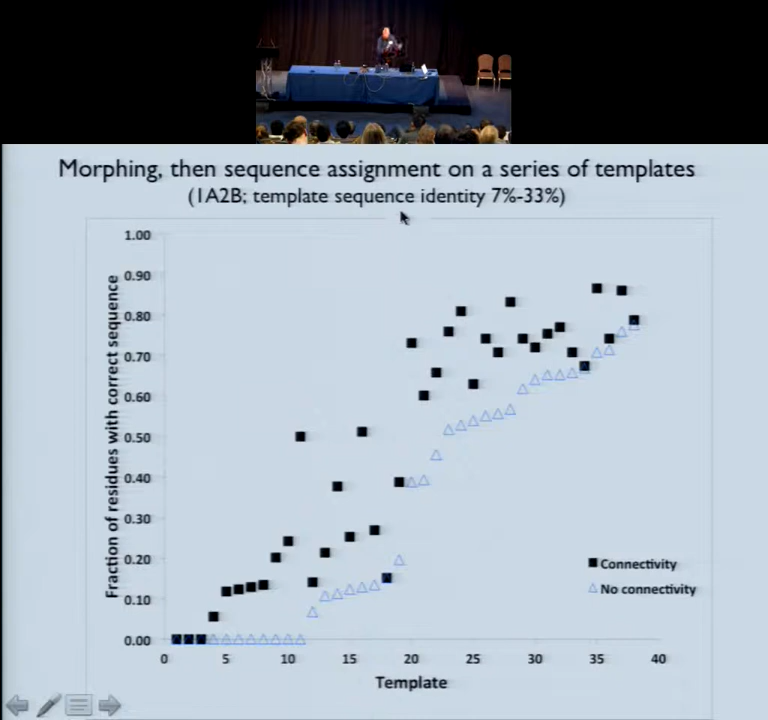 Morphing, then sequence assignment on a series of templates
(1A2B; template sequence identity 7%-33%)
Fraction of residues with correct sequence
1.00
0.90
0.80
0.70
0.60
0.50
0.40
0.30
0.20
0.10
0.00
0 5 10 15 20 25 30 35 40
Template
Connectivity
No connectivity